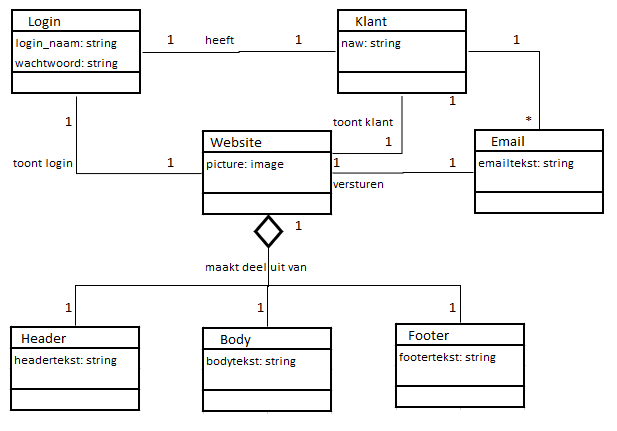 Login
login_naam: string
wachtwoord: string
1
heeft
1
Klant
naw: string
1
1
toont login
1
toont klant
1
1
*
Website
picture: image
1
versturen
1
Email
emailtekst: string
1
maakt deel uit van
1
1
1
Header
headertekst: string
Body
bodytekst: string
Footer
footertekst: string